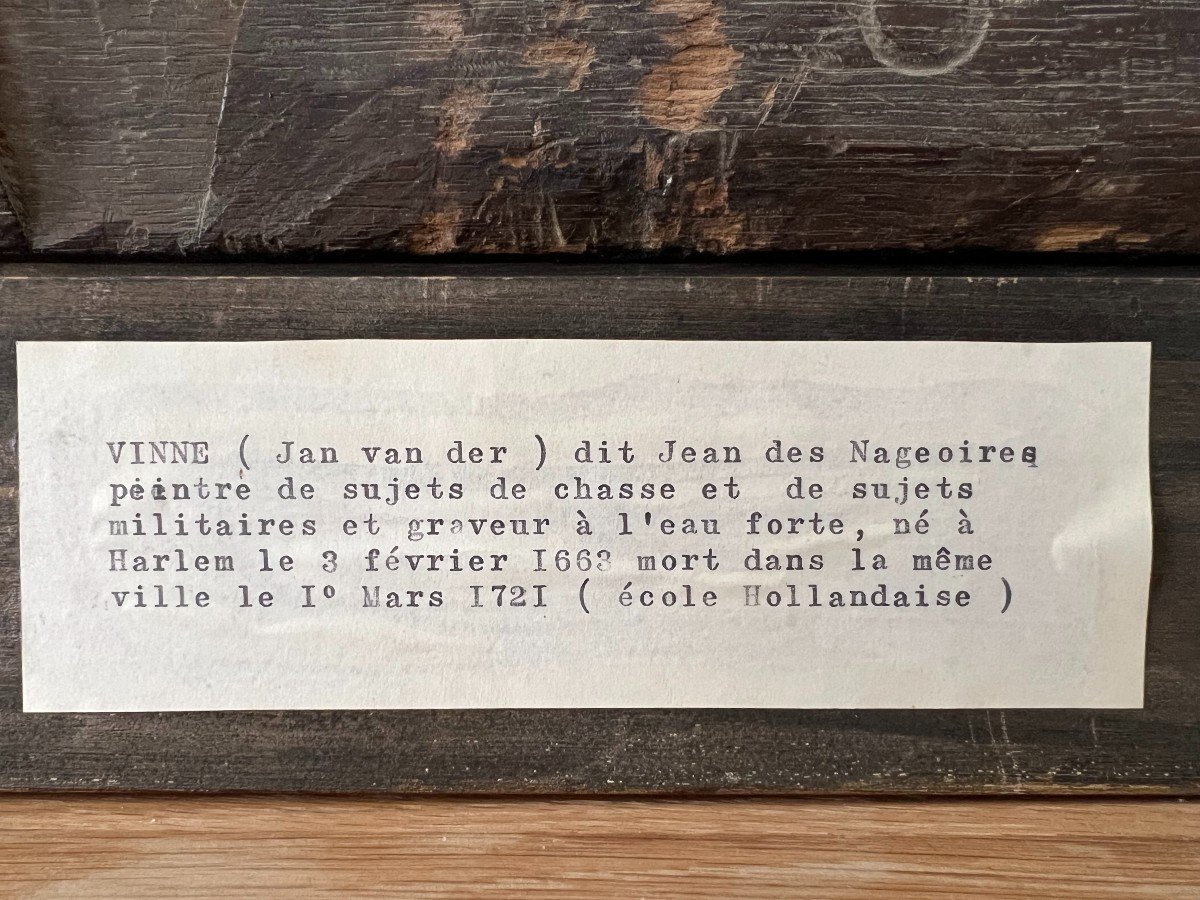 VINNE ( Jan van der ) dit Jean des Nageoires
peintre de sujets de chasse et de sujets
militaires et graveur à l'eau forte, né à
Harlem le 3 février I663 mort dans la même
ville le Iº Mars I72I ( école Hollandaise )